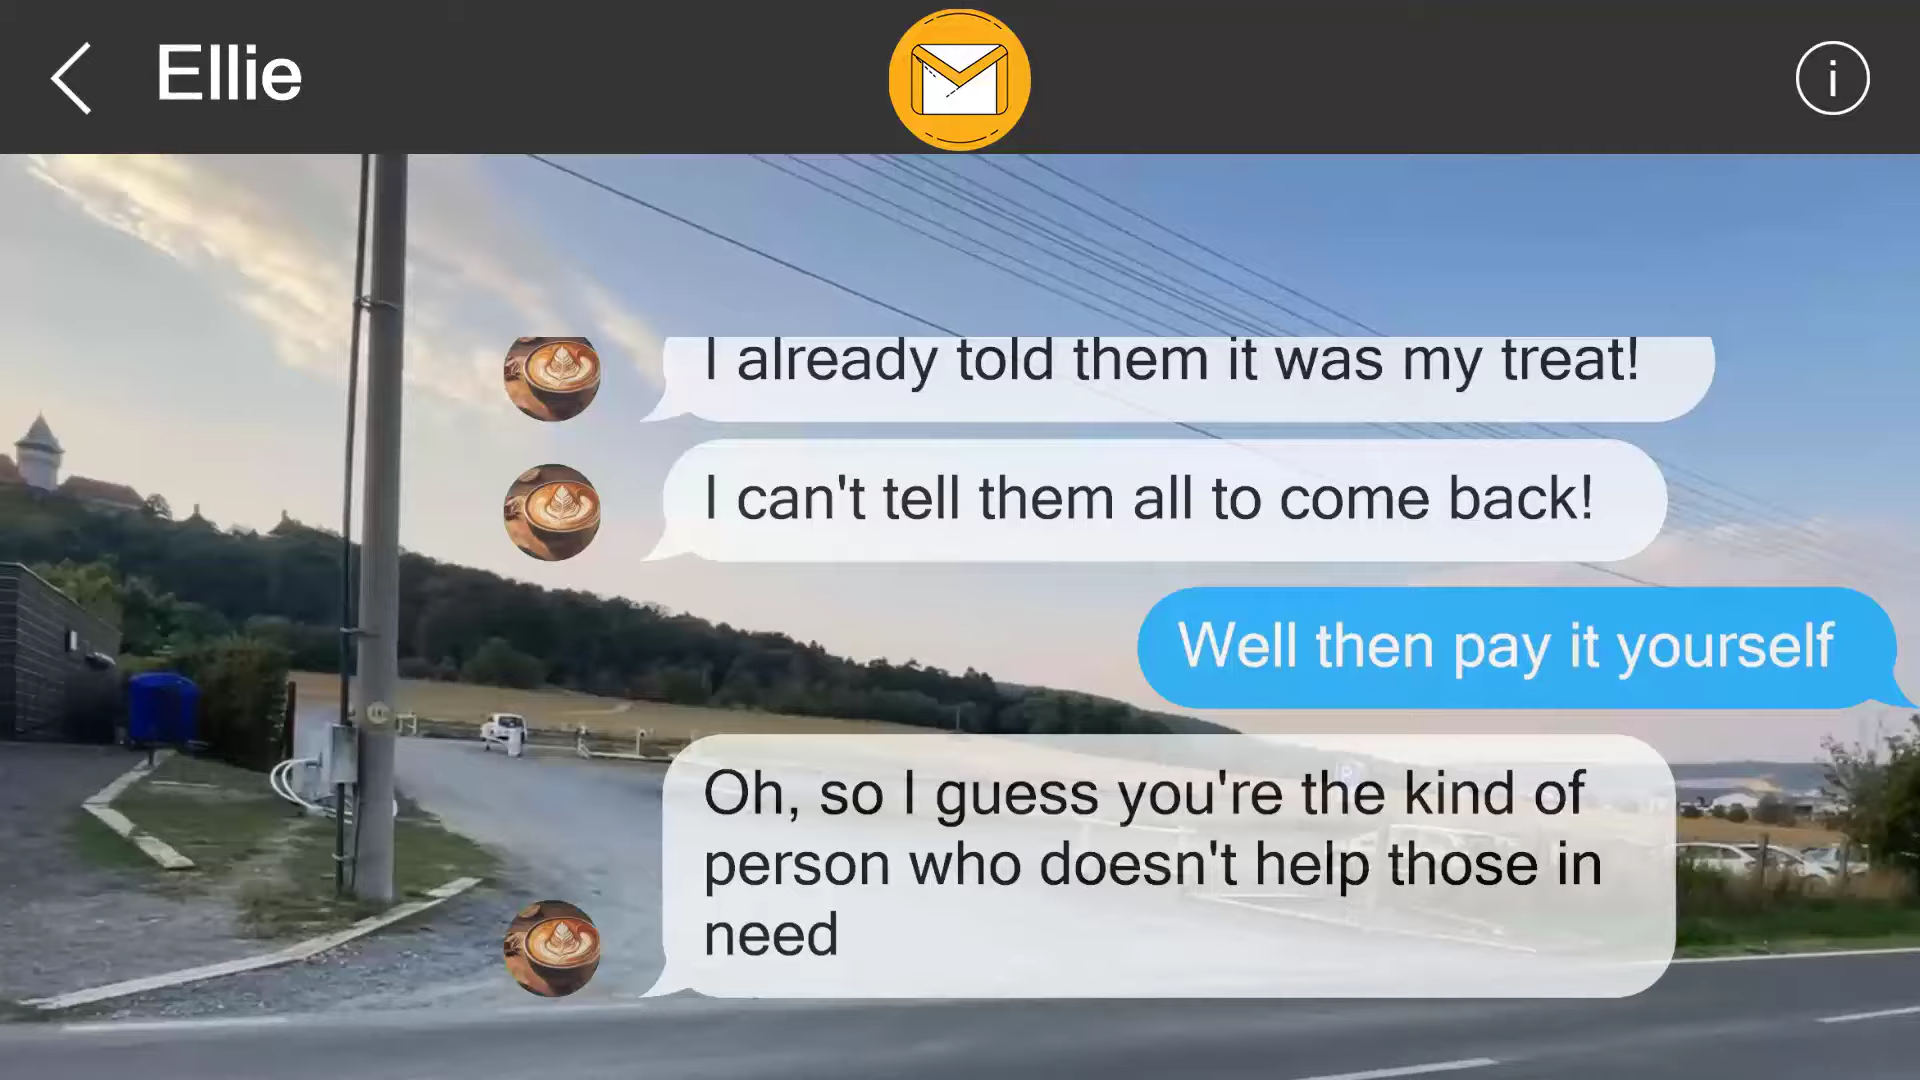 Ellie
i
I already told them it was my treat!
I can't tell them all to come back!
Well then pay it yourself
Oh, so I guess you're the kind of
person who doesn't help those in
need